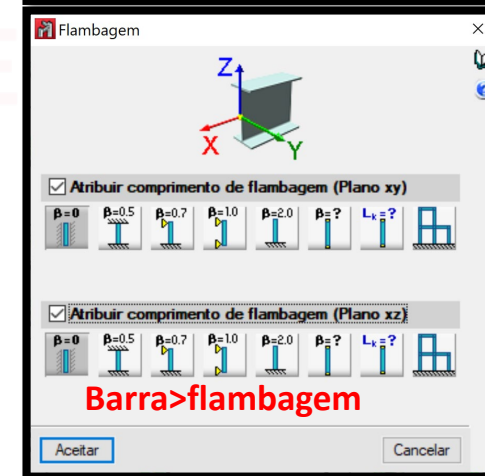 Flambagem
Z
X
Y
Atribuir comprimento de flambagem (Plano xy)
β=0 β=0.5 β=0.7 β=1.0 β=2.0 β=? Lk=?
Atribuir comprimento de flambagem (Plano xz)
β=0 β=0.5 β=0.7 β=1.0 β=2.0 β=? Lk=?
Barra>flambagem
Aceitar Cancelar